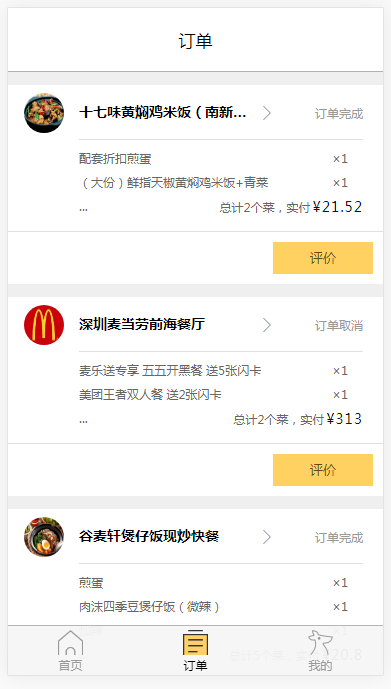 订单
十七味黄焖鸡米饭（南新... 订单完成
配套折扣煎蛋 ×1
（大份）鲜指天椒黄焖鸡米饭+青菜 ×1
... 总计2个菜，实付 ¥21.52
评价
深圳麦当劳前海餐厅 订单取消
麦乐送专享 五五开黑餐 送5张闪卡 ×1
美团王者双人餐 送2张闪卡 ×1
... 总计2个菜，实付 ¥313
评价
谷麦轩煲仔饭现炒快餐 订单完成
煎蛋 ×1
肉沫四季豆煲仔饭（微辣） ×1
×1
总计5个菜，实付 ¥20.8
首页 订单 我的